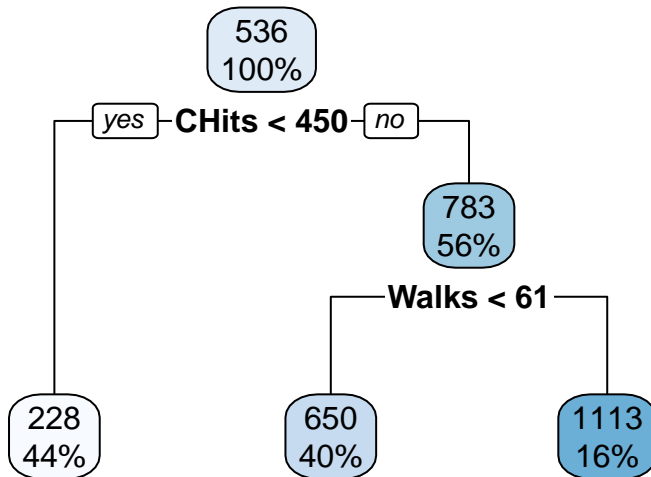 536
100%
yes CHits < 450 no
783
56%
Walks < 61
228 650 1113
44% 40% 16%